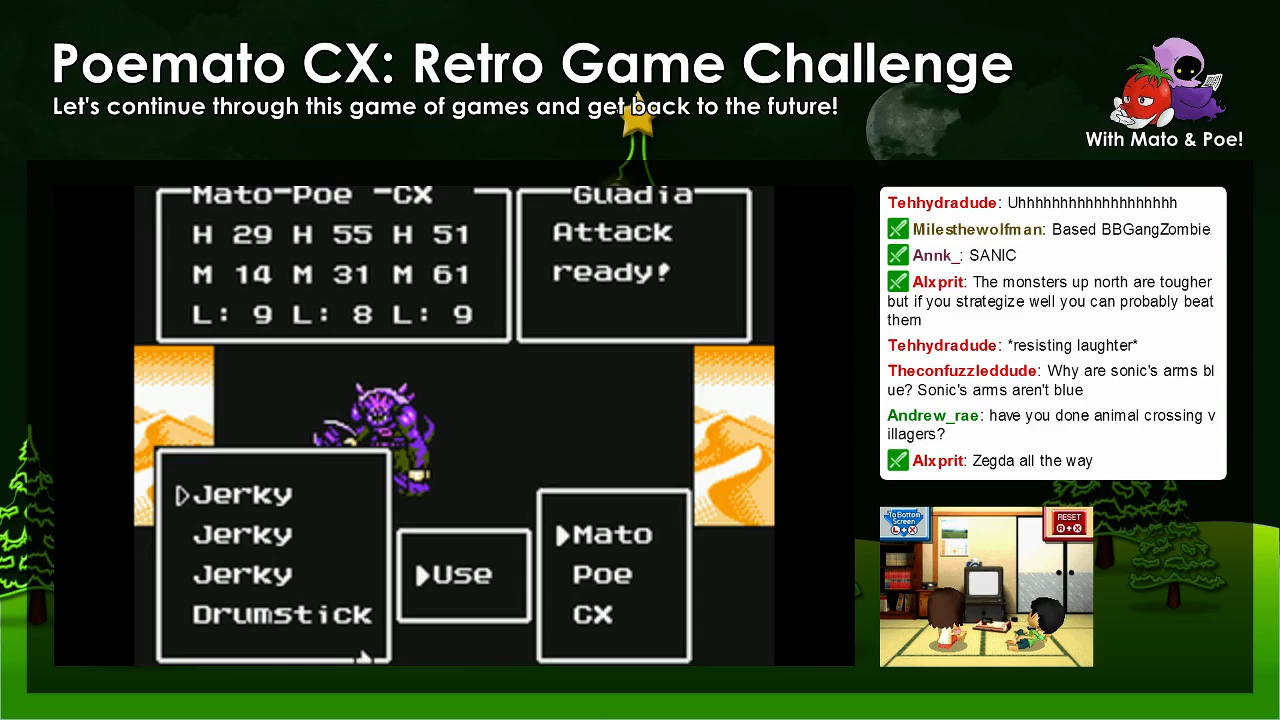 Poemato CX: Retro Game Challenge
Let's continue through this game of games and get back to the future!
With Mato & Poe!
Mato-Poe -CX
H 29 H 55 H 51
M 14 M 31 M 61
L: 9 L: 8 L: 9
Guadia
Attack
ready!
Jerky
Jerky
Jerky
Drumstick
Use
Mato
Poe
CX
Tehhydradude: Uhhhhhhhhhhhhhhhhhhh
Milesthewolfman: Based BBGangZombie
Annk_: SANIC
Alxprit: The monsters up north are tougher
but if you strategize well you can probably beat
them
Tehhydradude: *resisting laughter*
Theconfuzzleddude: Why are sonic's arms bl
ue? Sonic's arms aren't blue
Andrew_rae: have you done animal crossing v
illagers?
Alxprit: Zegda all the way
To Bottom
Screen
L+X
RESET
R+X